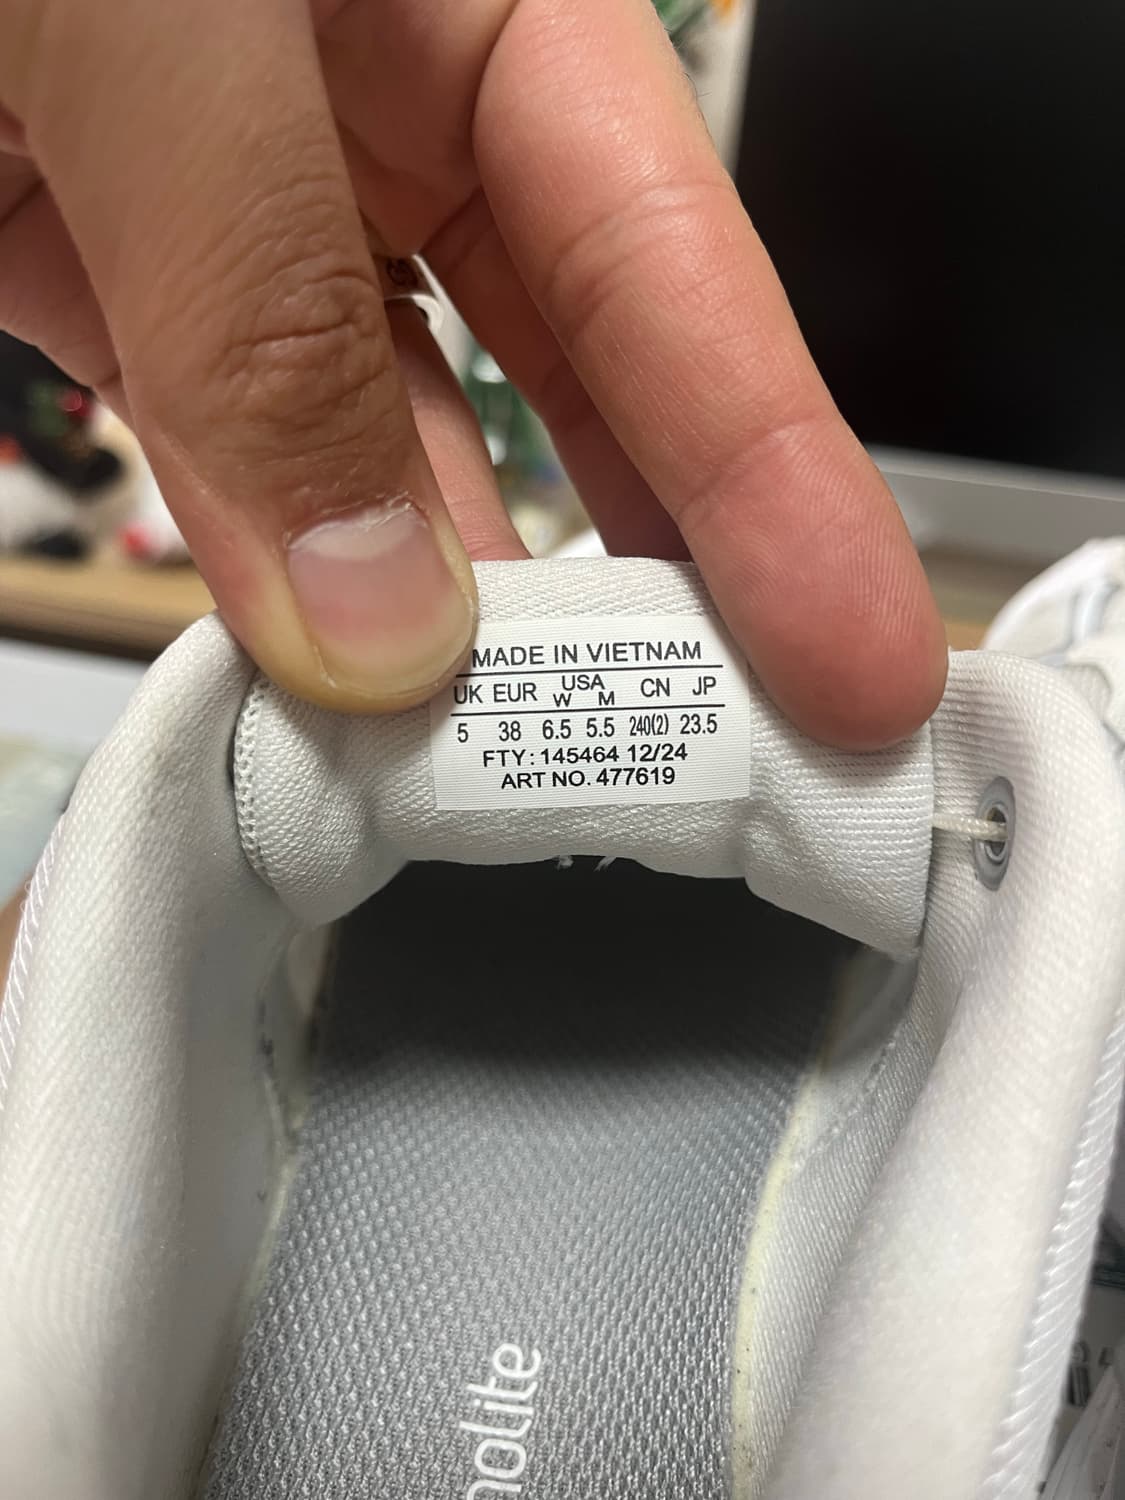 MADE IN VIETNAM
UK EUR USA W M CN JP
5 38 6.5 5.5 240(2) 23.5
FTY: 145464 12/24
ART NO. 477619
nolite